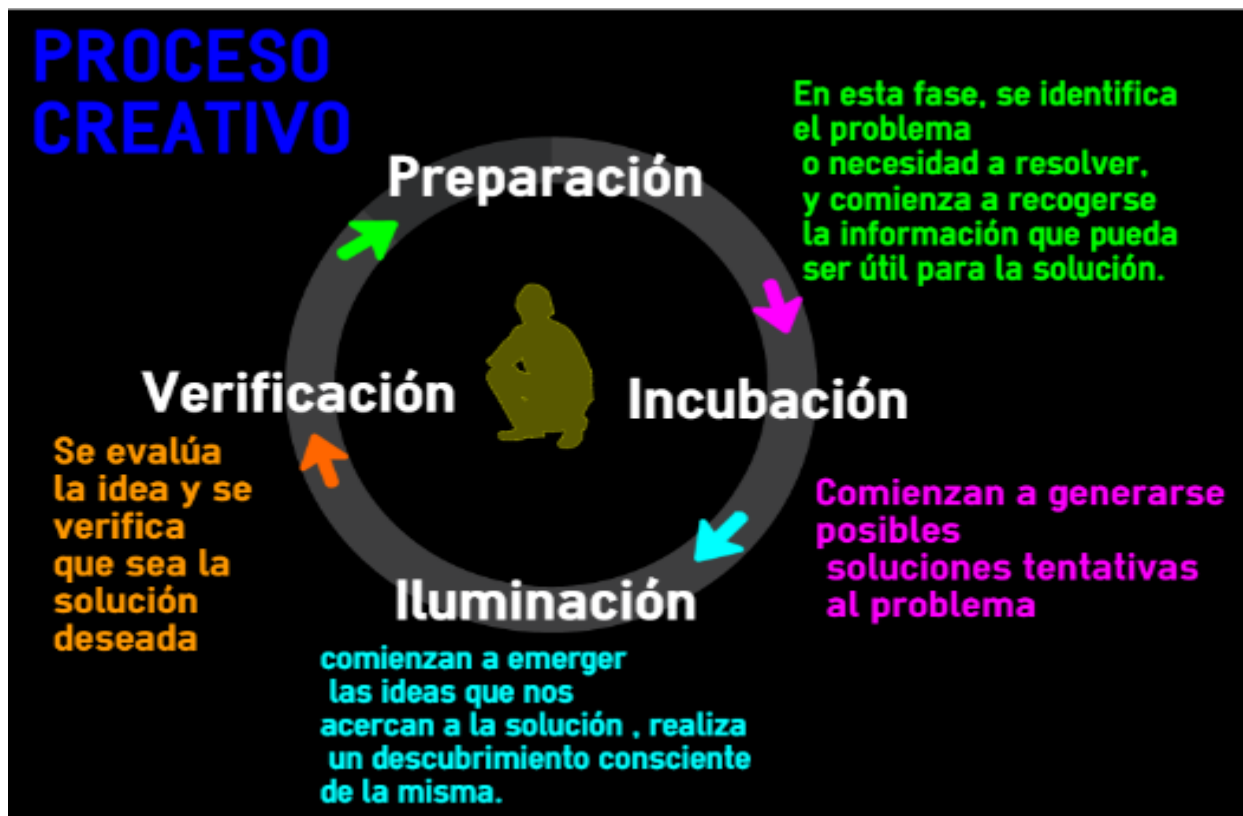 PROCESO
CREATIVO
Preparación
En esta fase, se identifica
el problema
o necesidad a resolver,
y comienza a recogerse
la información que pueda
ser útil para la solución.
Incubación
Comienzan a generarse
posibles
soluciones tentativas
al problema
Iluminación
comienzan a emerger
las ideas que nos
acercan a la solución , realiza
un descubrimiento consciente
de la misma.
Verificación
Se evalúa
la idea y se
verifica
que sea la
solución
deseada